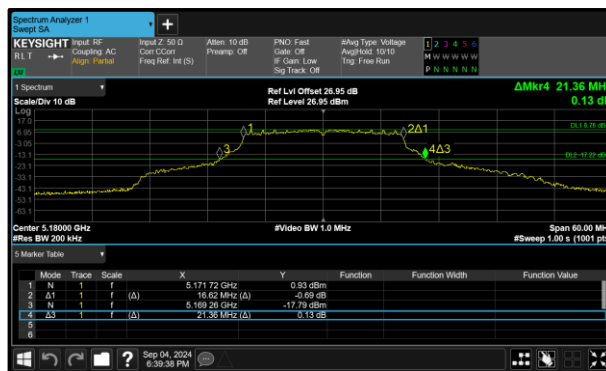 Spectrum Analyzer 1
Swept SA
+
KEYSIGHT Input: RF Input Z: 50 Ω Atten: 10 dB PNO: Fast #Avg Type: Voltage 1 2 3 4 5 6
R L T Coupling: AC Corr CCorr Preamp: Off Gate: Off Avg|Hold: 10/10 M W W W W W
Align: Partial Freq Ref: Int (S) IF Gain: Low Trig: Free Run
Sig Track: Off P N N N N N
1 Spectrum Ref Lvl Offset 26.95 dB ΔMkr4 21.36 MH
Scale/Div 10 dB Ref Level 26.95 dBm 0.13 dB
Log
17.0
6.95 1 2Δ1
-3.05
-13.1 3 4Δ3
-23.1
-33.1
-43.1
-53.1
-63.1
Center 5.18000 GHz #Video BW 1.0 MHz Span 60.00 MH
#Res BW 200 kHz #Sweep 1.00 s (1001 pts
5 Marker Table
Mode Trace Scale X Y Function Function Width Function Value
1 N 1 f 5.171 72 GHz 0.93 dBm
2 Δ1 1 f (Δ) 16.62 MHz (Δ) -0.69 dB
3 N 1 f 5.169 26 GHz -17.79 dBm
4 Δ3 1 f (Δ) 21.36 MHz (Δ) 0.13 dB
5
6
? Sep 04, 2024
6:39:38 PM